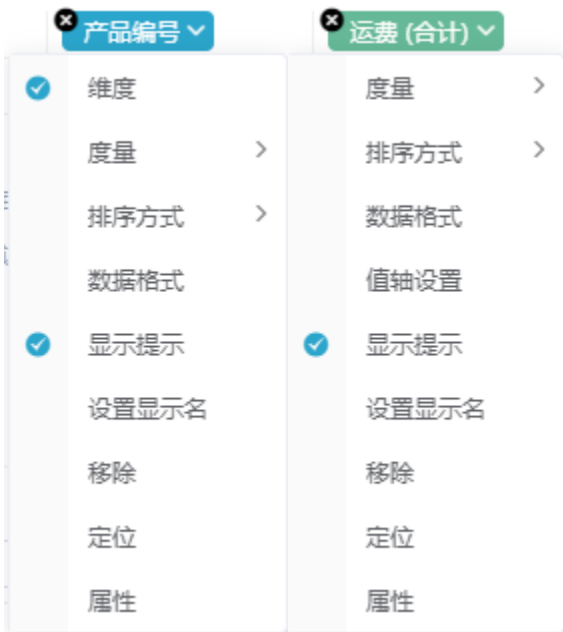 产品编号
维度
度量
排序方式
数据格式
显示提示
设置显示名
移除
定位
属性
运费 (合计)
度量
排序方式
数据格式
值轴设置
显示提示
设置显示名
移除
定位
属性